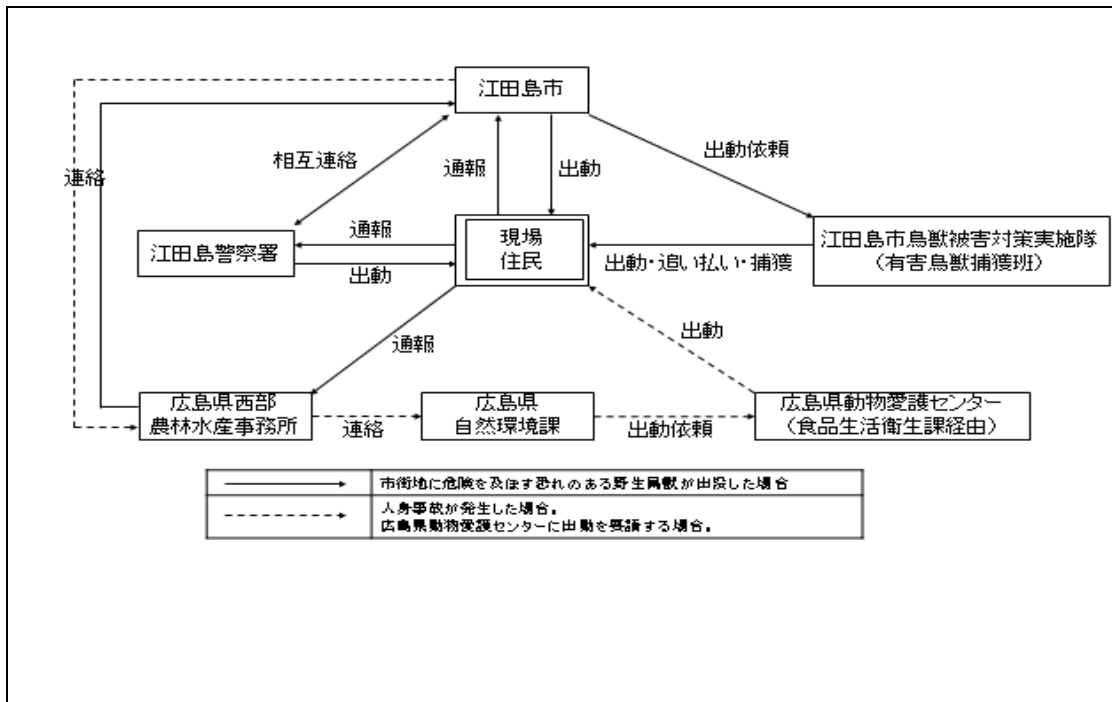 江田島市
出動依頼
相互連絡
連絡
通報
出動
江田島警察署
通報
出動
現場
住民
出動・追い払い・捕獲
江田島市鳥獣被害対策実施隊
（有害鳥獣捕獲班）
通報
出動
広島県西部
農林水産事務所
連絡
広島県
自然環境課
出動依頼
広島県動物愛護センター
（食品生活衛生課経由）
市街地に危険を及ぼす恐れのある野生鳥獣が出没した場合
人身事故が発生した場合。
広島県動物愛護センターに出動を要請する場合。